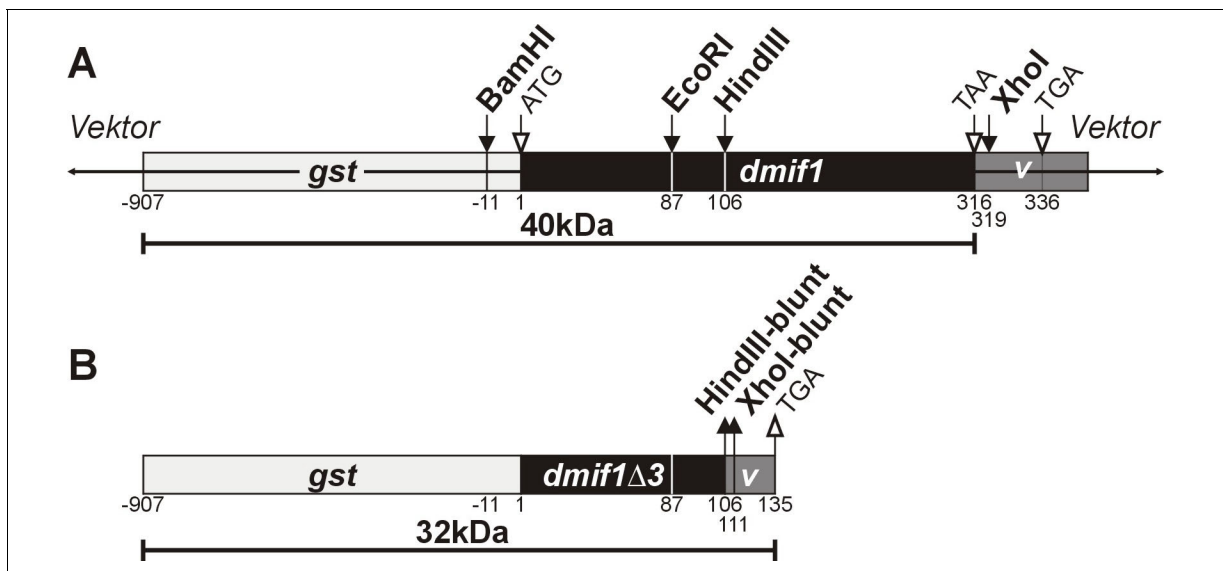 A
BamHI ATG EcoRI HindIII TAA XhoI TGA
Vektor Vektor
gst dmif1 v
-907 -11 1 87 106 316 336
319
40kDa
HindIII-blunt XhoI-blunt TGA
B
gst dmif1Δ3 v
-907 -11 1 87 106 135
111
32kDa